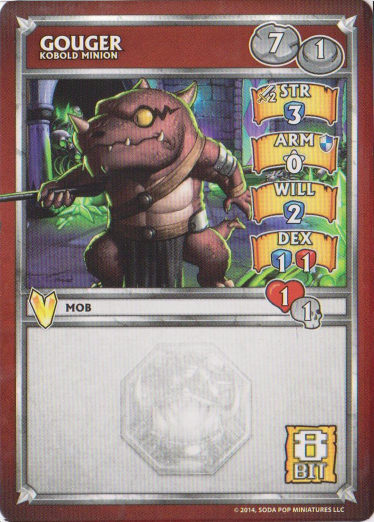 GOUGER
KOBOLD MINION
7 1
2 STR
3
ARM
0
WILL
2
DEX
1 1
1
1
MOB
8
BIT
© 2014, SODA POP MINIATURES LLC